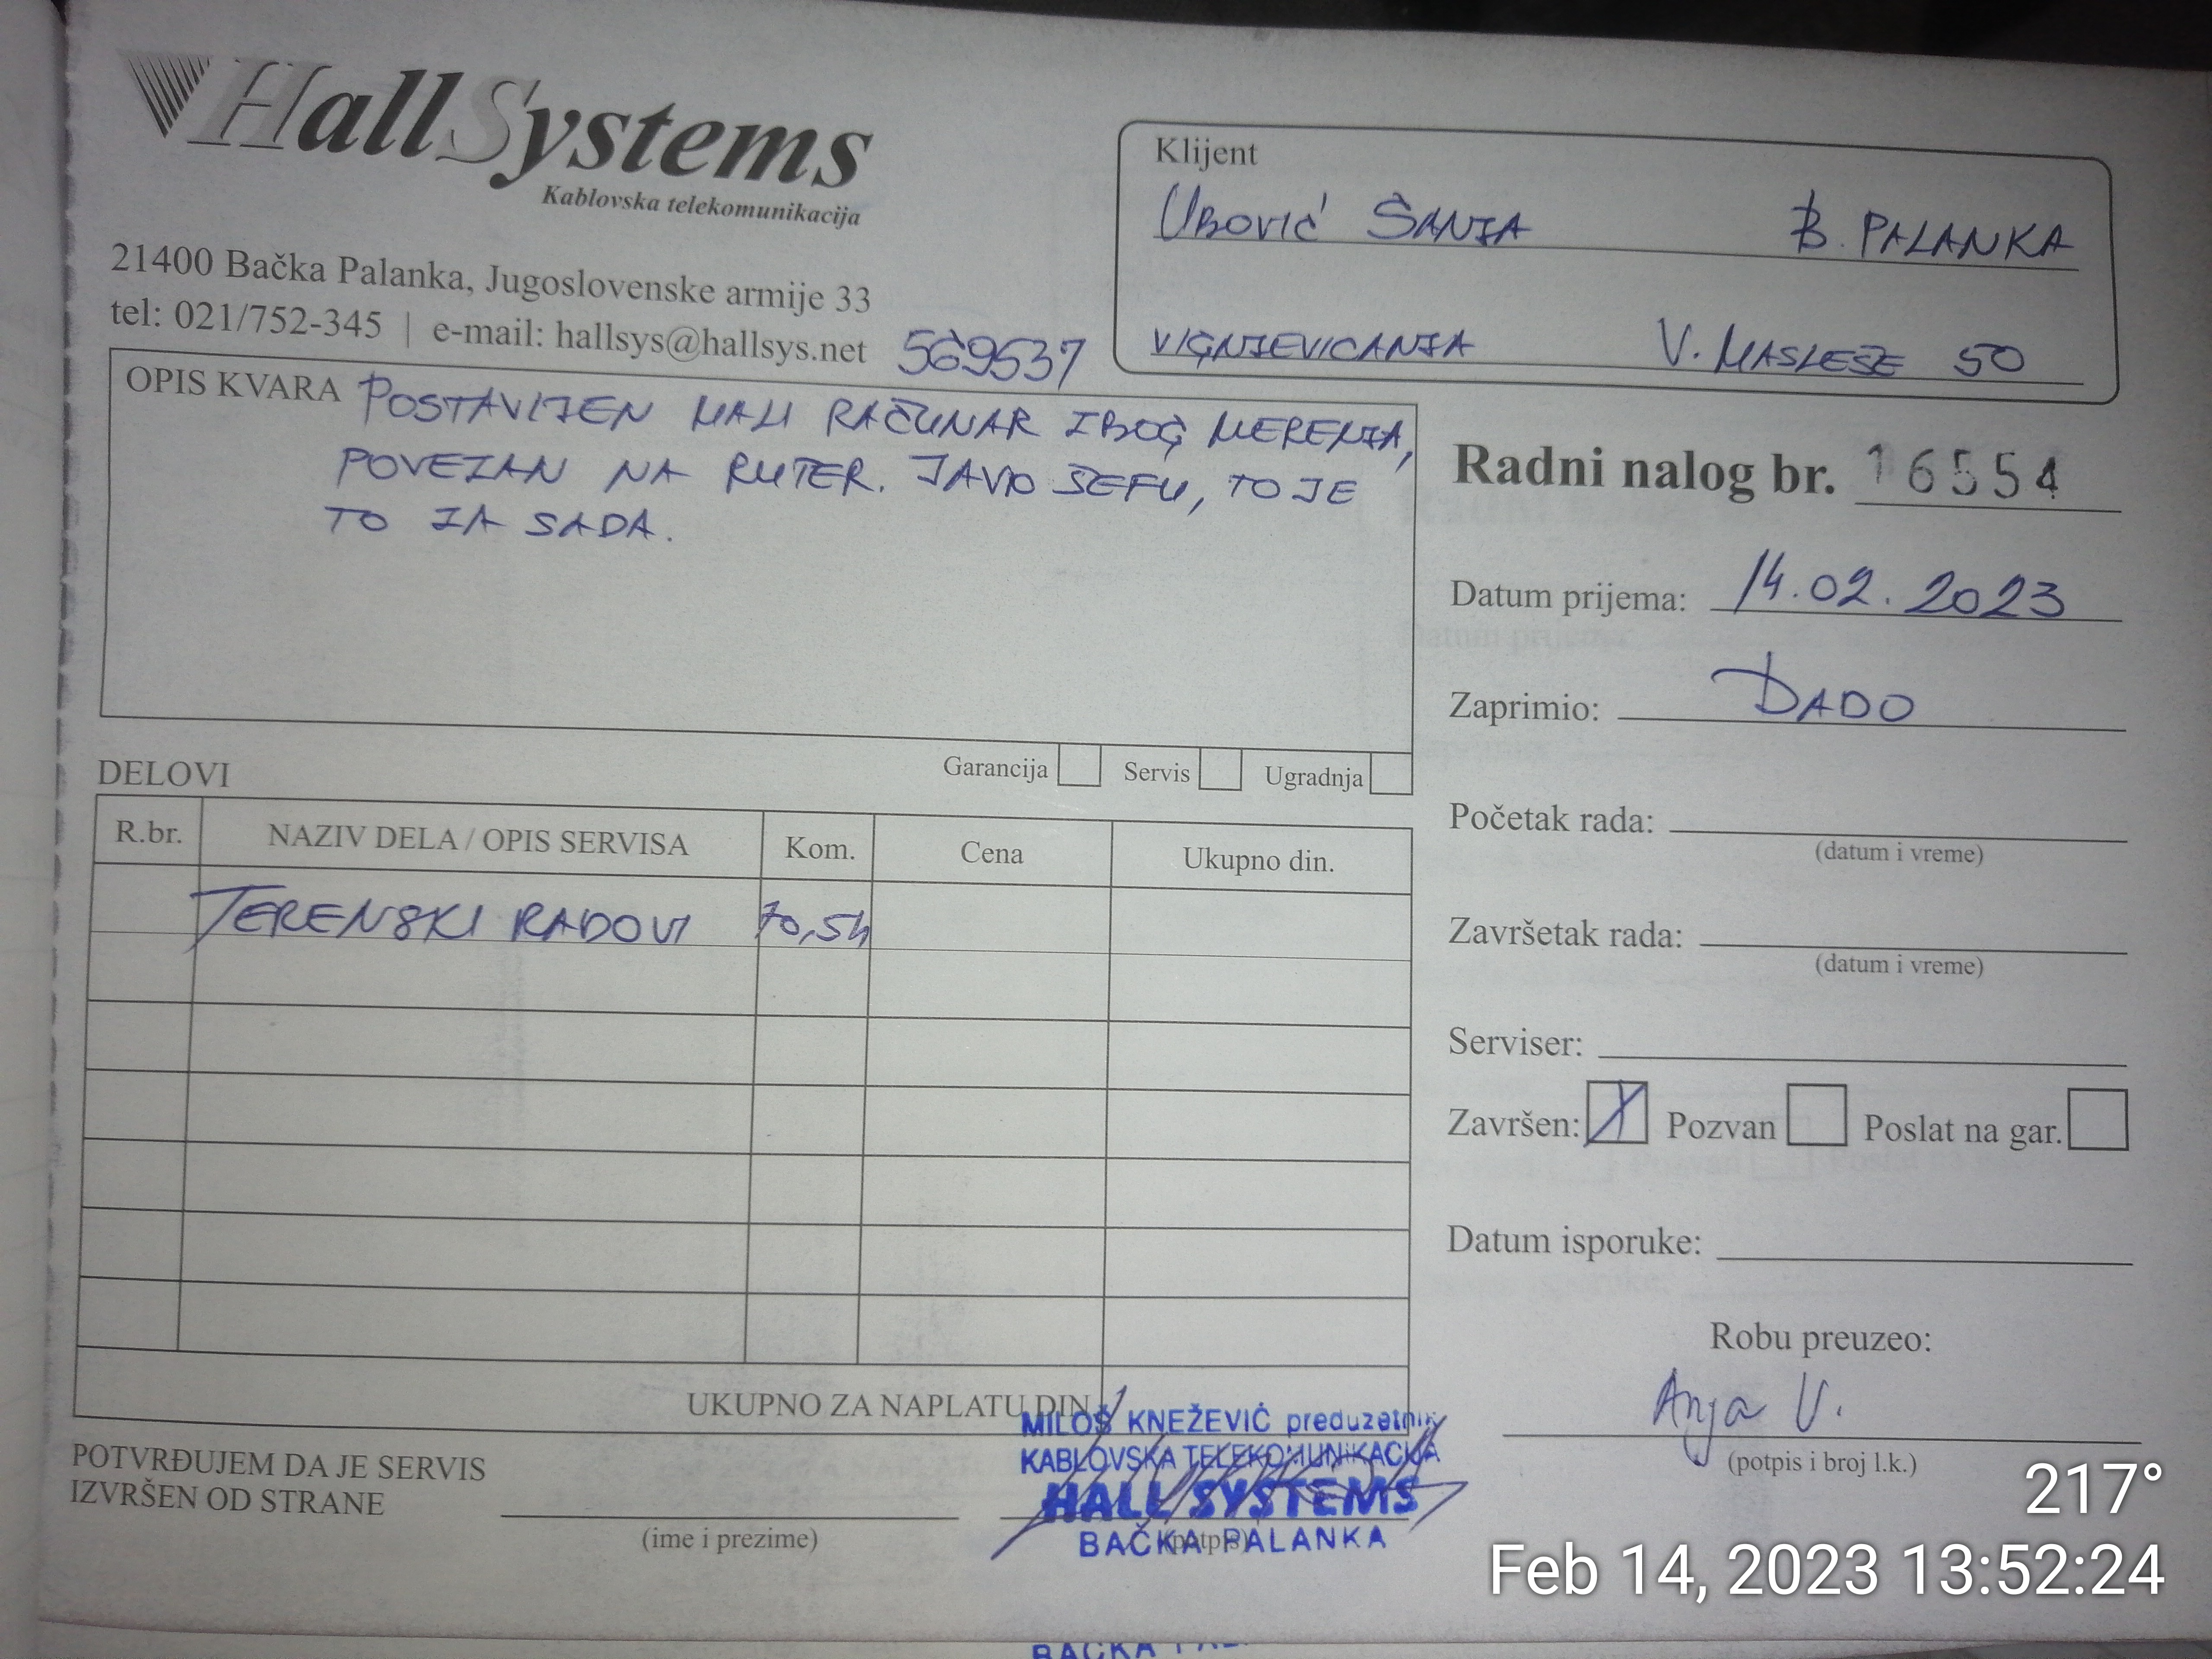 HallSystems
Kablovska telekomunikacija
21400 Bačka Palanka, Jugoslovenske armije 33
tel: 021/752-345 | e-mail: hallsys@hallsys.net
569537
Klijent
UBOVIĆ SANJA B. PALANKA
VIGNJEVICANJA V. MASLEŠE 50
OPIS KVARA POSTAVLJEN MALI RAČUNAR ZBOG MERENJA,
POVEZAN NA RUTER. JAVIO ŠEFU, TO JE
TO ZA SADA.
Garancija Servis Ugradnja
DELOVI
R.br. NAZIV DELA / OPIS SERVISA Kom. Cena Ukupno din.
TERENSKI RADOVI
UKUPNO ZA NAPLATU DIN
POTVRĐUJEM DA JE SERVIS
IZVRŠEN OD STRANE
(ime i prezime)
(potpis)
MILOŠ KNEŽEVIĆ preduzetnik
KABLOVSKA TELEKOMUNIKACIJA
HALL SYSTEMS
BAČKA PALANKA
Radni nalog br. 16554
Datum prijema: 14.02.2023
Zaprimio: DADO
Početak rada:
(datum i vreme)
Završetak rada:
(datum i vreme)
Serviser:
Završen: Pozvan Poslat na gar.
Datum isporuke:
Robu preuzeo:
Anja U.
(potpis i broj l.k.)
217°
Feb 14, 2023 13:52:24